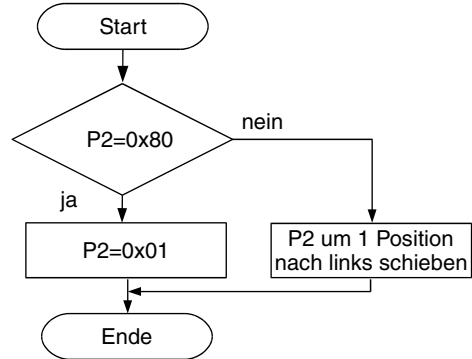 Start
P2=0x80
nein
ja
P2=0x01
P2 um 1 Position
nach links schieben
Ende